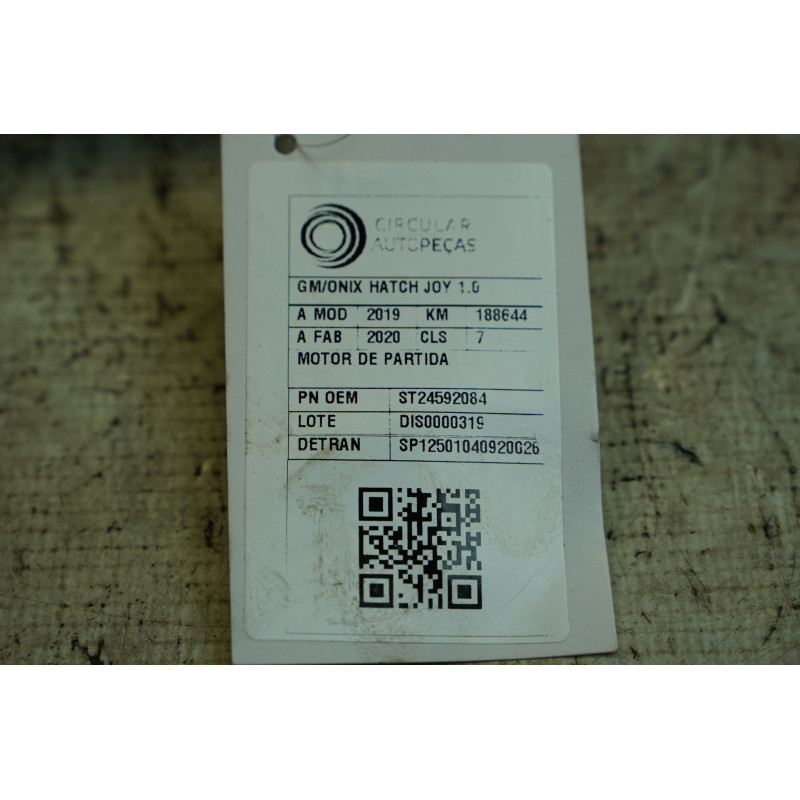 CIRCULAR
AUTOPEÇAS
GM/ONIX HATCH JOY 1.0
A MOD 2019 KM 188644
A FAB 2020 CLS 7
MOTOR DE PARTIDA
PN OEM ST24592084
LOTE DIS0000319
DETRAN SP12501040920026